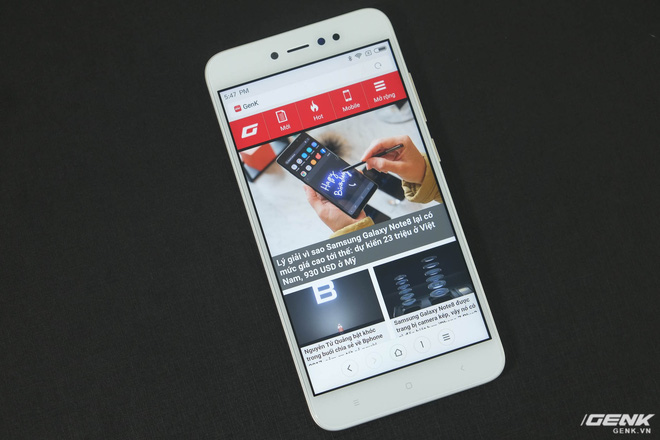 5:47 PM
GenK
Mới
Hot
Mobile
Mở rộng
Happy
Birthday
Lý giải vì sao Samsung Galaxy Note8 lại có
mức giá cao tới thế: dự kiến 23 triệu ở Việt
Nam, 930 USD ở Mỹ
B
Nguyễn Tử Quảng bật khóc
trong buổi chia sẻ về Bphone
Samsung Galaxy Note8 được
trang bị camera kép, vậy nó có
GENK
GENK.VN